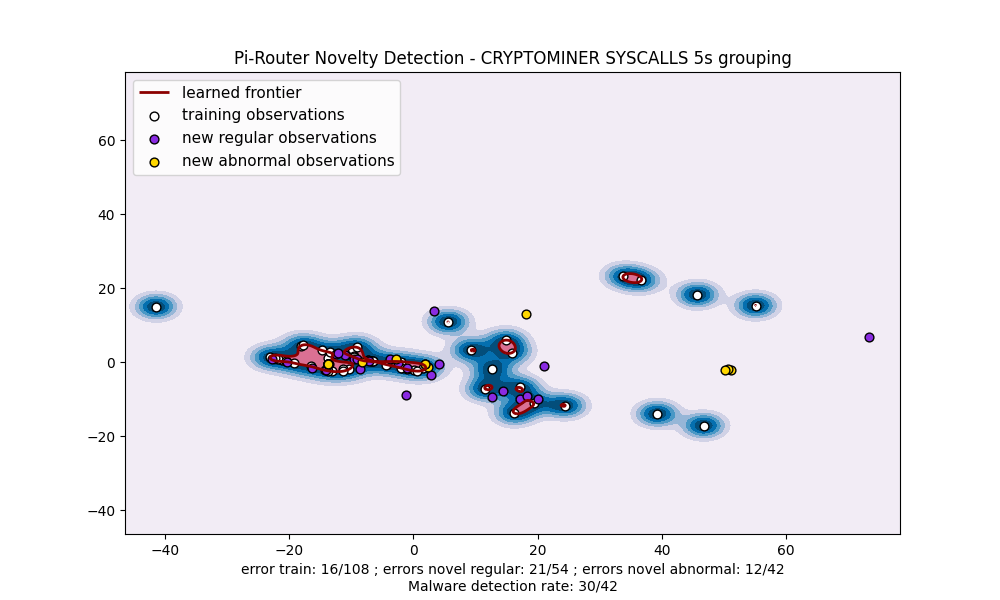 Pi-Router Novelty Detection - CRYPTOMINER SYSCALLS 5s grouping
learned frontier
training observations
new regular observations
new abnormal observations
60
40
20
0
−20
−40
−40 −20 0 20 40 60
error train: 16/108 ; errors novel regular: 21/54 ; errors novel abnormal: 12/42
Malware detection rate: 30/42